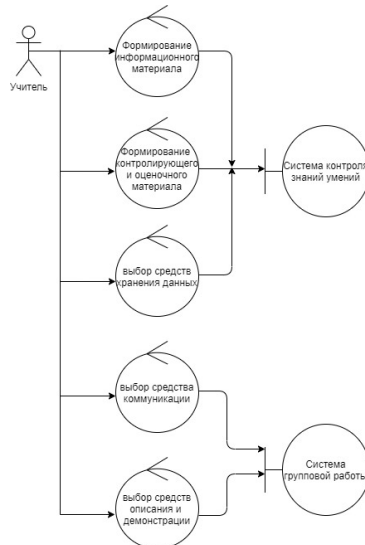 Формирование
информационного
материала
Учитель
Формирование
контролирующего
и оценочного
материала
Система контроля
знаний умений
выбор средств
хранения данных
выбор средства
коммуникации
Система
групповой работы
выбор средств
описания и
демонстрации